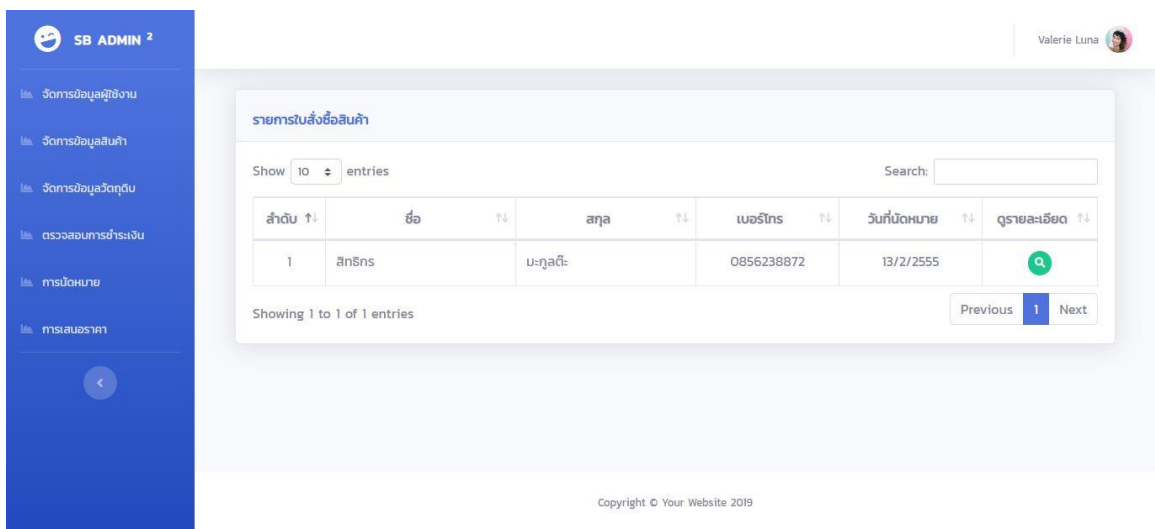 SB ADMIN 2
Valerie Luna
จัดการข้อมูลผู้ใช้งาน
จัดการข้อมูลสินค้า
จัดการข้อมูลวัตถุดิบ
ตรวจสอบการชำระเงิน
การนัดหมาย
การเสนอราคา
รายการใบสั่งซื้อสินค้า
Show 10 entries Search:
ลำดับ ชื่อ สกุล เบอร์โทร วันที่นัดหมาย ดูรายละเอียด
1 สิทธิกร มะกูลต๊ะ 0856238872 13/2/2555
Showing 1 to 1 of 1 entries
Previous 1 Next
Copyright © Your Website 2019